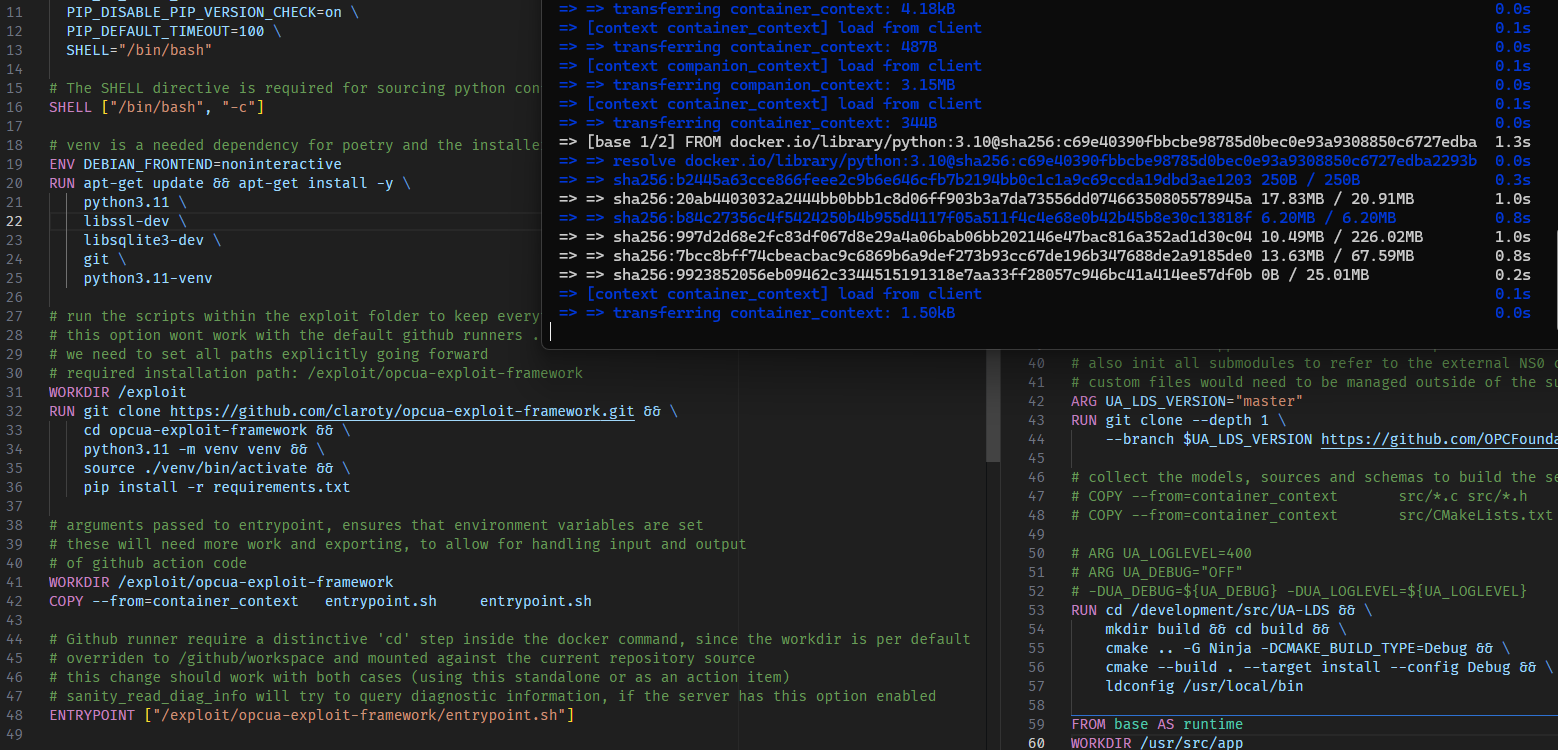 11 PIP_DISABLE_PIP_VERSION_CHECK=on \
12 PIP_DEFAULT_TIMEOUT=100 \
13 SHELL="/bin/bash"
14
15 # The SHELL directive is required for sourcing python con
16 SHELL ["/bin/bash", "-c"]
17
18 # venv is a needed dependency for poetry and the installe
19 ENV DEBIAN_FRONTEND=noninteractive
20 RUN apt-get update && apt-get install -y \
21 python3.11 \
22 libssl-dev \
23 libsqlite3-dev \
24 git \
25 python3.11-venv
26
27 # run the scripts within the exploit folder to keep every
28 # this option wont work with the default github runners .
29 # we need to set all paths explicitly going forward
30 # required installation path: /exploit/opcua-exploit-framework
31 WORKDIR /exploit
32 RUN git clone https://github.com/claroty/opcua-exploit-framework.git && \
33 cd opcua-exploit-framework && \
34 python3.11 -m venv venv && \
35 source ./venv/bin/activate && \
36 pip install -r requirements.txt
37
38 # arguments passed to entrypoint, ensures that environment variables are set
39 # these will need more work and exporting, to allow for handling input and output
40 # of github action code
41 WORKDIR /exploit/opcua-exploit-framework
42 COPY --from=container_context entrypoint.sh entrypoint.sh
43
44 # Github runner require a distinctive 'cd' step inside the docker command, since the workdir is per default
45 # overriden to /github/workspace and mounted against the current repository source
46 # this change should work with both cases (using this standalone or as an action item)
47 # sanity_read_diag_info will try to query diagnostic information, if the server has this option enabled
48 ENTRYPOINT ["/exploit/opcua-exploit-framework/entrypoint.sh"]
49
=> => transferring container_context: 4.18kB 0.0s
=> [context container_context] load from client 0.1s
=> => transferring container_context: 487B 0.0s
=> [context companion_context] load from client 0.1s
=> => transferring companion_context: 3.15MB 0.0s
=> [context container_context] load from client 0.1s
=> => transferring container_context: 344B 0.0s
=> [base 1/2] FROM docker.io/library/python:3.10@sha256:c69e40390fbbcbe98785d0bec0e93a9308850c6727edba 1.3s
=> => resolve docker.io/library/python:3.10@sha256:c69e40390fbbcbe98785d0bec0e93a9308850c6727edba2293b 0.0s
=> => sha256:b2445a63cce866feee2c9b6e646cfb7b2194bb0c1c1a9c69ccda19dbd3ae1203 250B / 250B 0.3s
=> => sha256:20ab4403032a2444bb0bbb1c8d06ff903b3a7da73556dd07466350805578945a 17.83MB / 20.91MB 1.0s
=> => sha256:b84c27356c4f5424250b4b955d4117f05a511f4c4e68e0b42b45b8e30c13818f 6.20MB / 6.20MB 0.8s
=> => sha256:997d2d68e2fc83df067d8e29a4a06bab06bb202146e47bac816a352ad1d30c04 10.49MB / 226.02MB 1.0s
=> => sha256:7bcc8bff74cbeacbac9c6869b6a9def273b93cc67de196b347688de2a9185de0 13.63MB / 67.59MB 0.8s
=> => sha256:9923852056eb09462c3344515191318e7aa33ff28057c946bc41a414ee57df0b 0B / 25.01MB 0.2s
=> [context container_context] load from client 0.1s
=> => transferring container_context: 1.50kB 0.0s
40 # also init all submodules to refer to the external NS0
41 # custom files would need to be managed outside of the su
42 ARG UA_LDS_VERSION="master"
43 RUN git clone --depth 1 \
44 --branch $UA_LDS_VERSION https://github.com/OPCFounda
45
46 # collect the models, sources and schemas to build the se
47 # COPY --from=container_context src/*.c src/*.h
48 # COPY --from=container_context src/CMakeLists.txt
49
50 # ARG UA_LOGLEVEL=400
51 # ARG UA_DEBUG="OFF"
52 # -DUA_DEBUG=${UA_DEBUG} -DUA_LOGLEVEL=${UA_LOGLEVEL}
53 RUN cd /development/src/UA-LDS && \
54 mkdir build && cd build && \
55 cmake .. -G Ninja -DCMAKE_BUILD_TYPE=Debug && \
56 cmake --build . --target install --config Debug && \
57 ldconfig /usr/local/bin
58
59 FROM base AS runtime
60 WORKDIR /usr/src/app